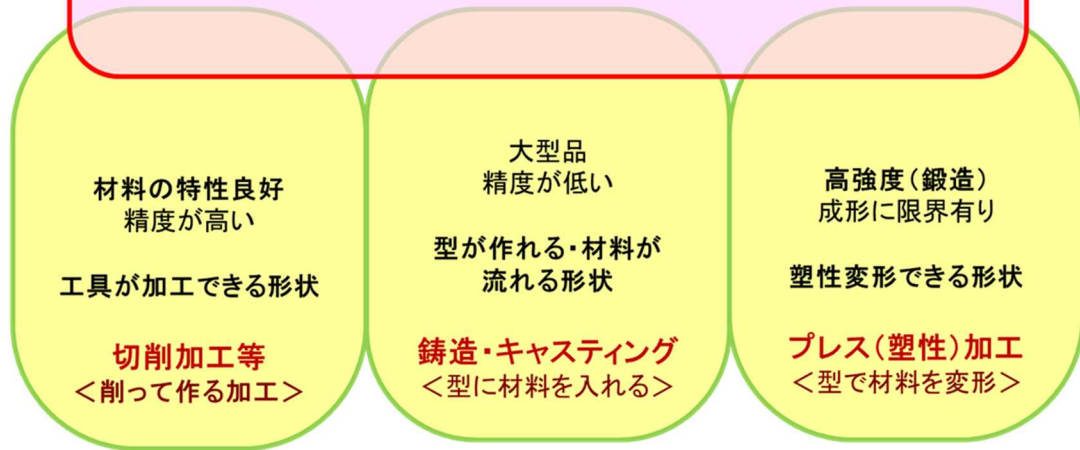 材料の特性良好
精度が高い
工具が加工できる形状
切削加工等
＜削って作る加工＞
大型品
精度が低い
型が作れる・材料が
流れる形状
鋳造・キャスティング
＜型に材料を入れる＞
高強度（鍛造）
成形に限界有り
塑性変形できる形状
プレス（塑性）加工
＜型で材料を変形＞